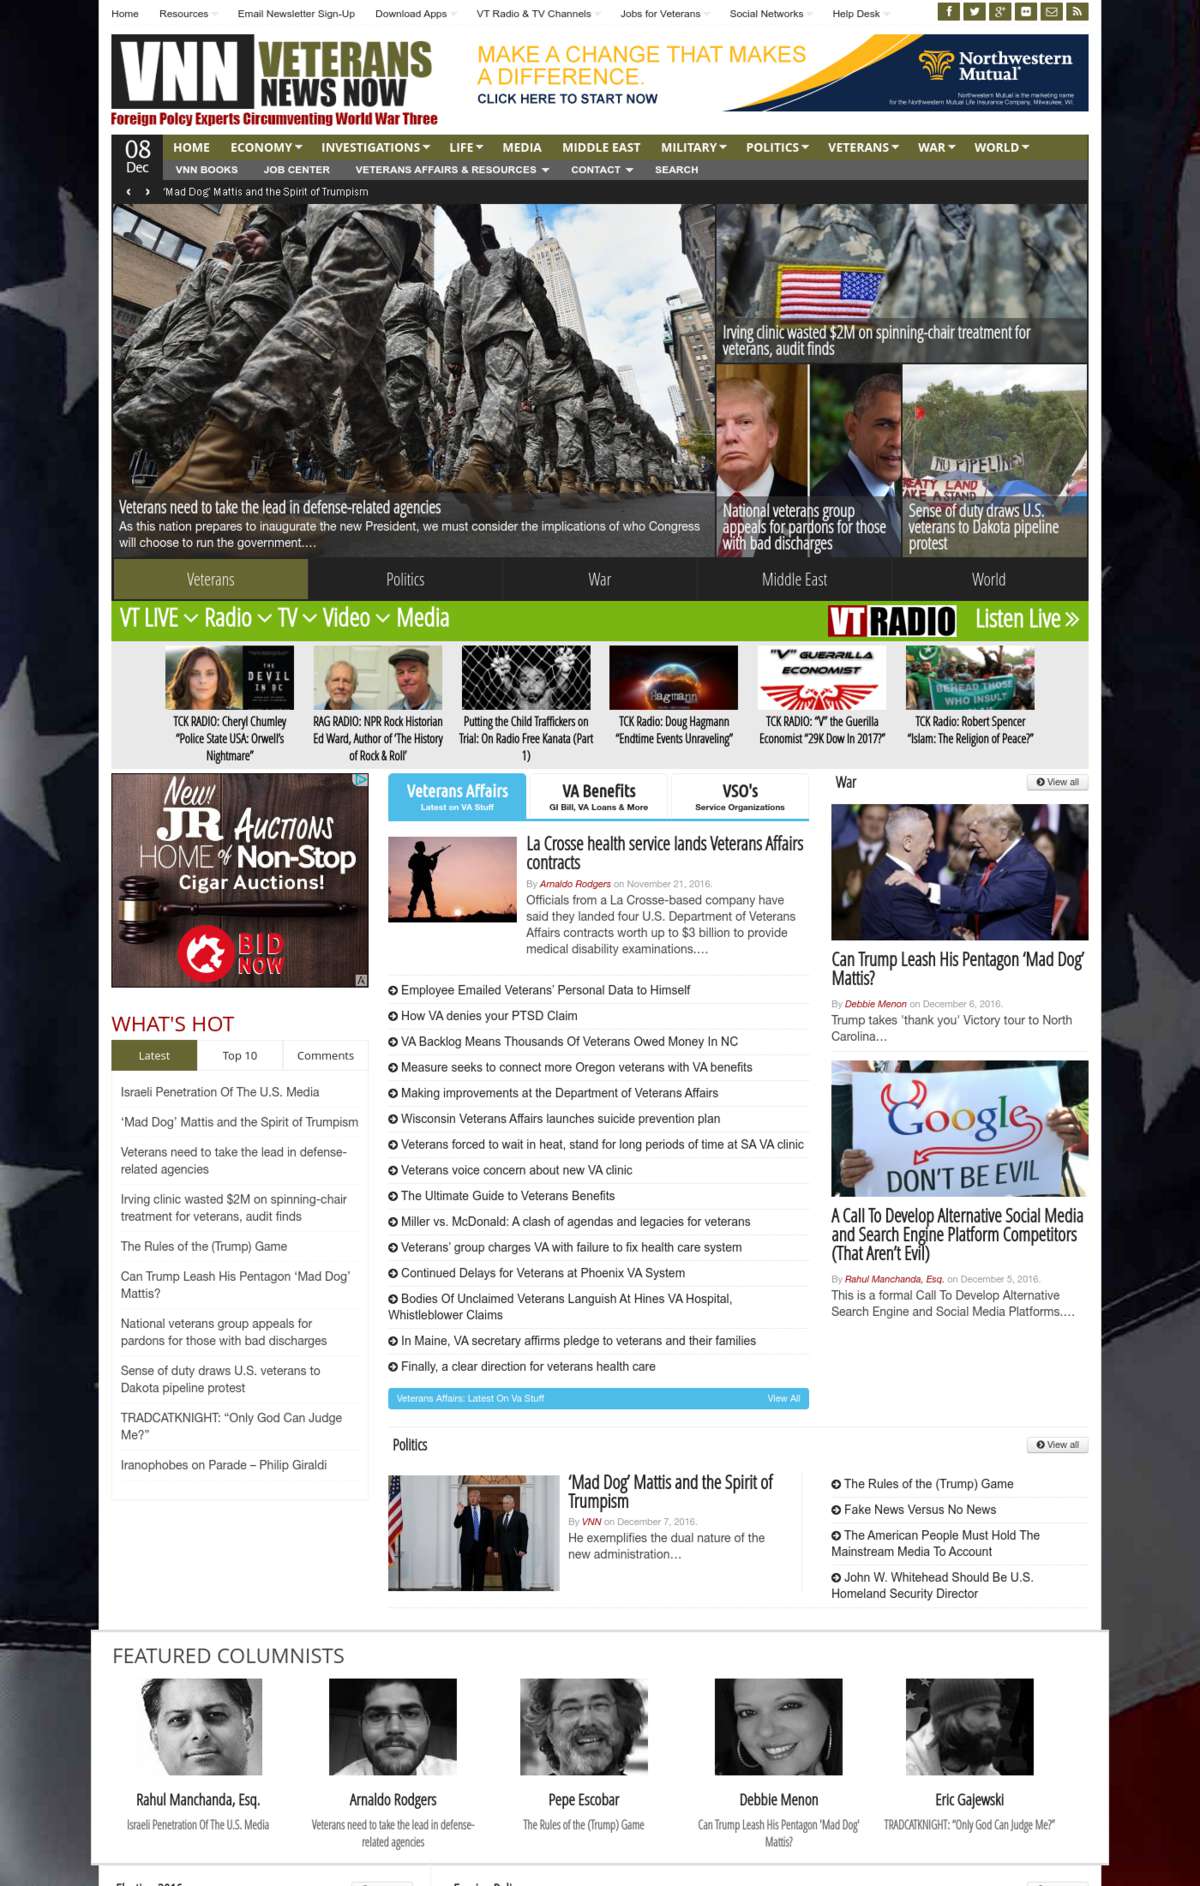 Home Resources Email Newsletter Sign-Up Download Apps VT Radio & TV Channels Jobs for Veterans Social Networks Help Desk
VNN VETERANS
NEWS NOW
Foreign Polcy Experts Circumventing World War Three
MAKE A CHANGE THAT MAKES
A DIFFERENCE.
CLICK HERE TO START NOW
Northwestern
Mutual
Northwestern Mutual is the marketing name
for the Northwestern Mutual Life Insurance Company, Milwaukee, WI.
08
Dec
HOME ECONOMY INVESTIGATIONS LIFE MEDIA MIDDLE EAST MILITARY POLITICS VETERANS WAR WORLD
VNN BOOKS JOB CENTER VETERANS AFFAIRS & RESOURCES CONTACT SEARCH
‘Mad Dog’ Mattis and the Spirit of Trumpism
Veterans need to take the lead in defense-related agencies
As this nation prepares to inaugurate the new President, we must consider the implications of who Congress
will choose to run the government....
Irving clinic wasted $2M on spinning-chair treatment for
veterans, audit finds
National veterans group
appeals for pardons for those
with bad discharges
NO PIPELINE
TREATY LAND
TAKE A STAND
Sense of duty draws U.S.
veterans to Dakota pipeline
protest
Veterans Politics War Middle East World
VT LIVE Radio TV Video Media
VT RADIO Listen Live
THE
DEVIL
IN DC
Hagmann
"V" GUERRILLA
ECONOMIST
BEHEAD THOSE
WHO INSULT
TCK RADIO: Cheryl Chumley
“Police State USA: Orwell’s
Nightmare”
RAG RADIO: NPR Rock Historian
Ed Ward, Author of ‘The History
of Rock & Roll’
Putting the Child Traffickers on
Trial: On Radio Free Kanata (Part
1)
TCK Radio: Doug Hagmann
“Endtime Events Unraveling”
TCK RADIO: “V” the Guerilla
Economist “29K Dow In 2017?”
TCK Radio: Robert Spencer
“Islam: The Religion of Peace?”
New!!
JR AUCTIONS
HOME of Non-Stop
Cigar Auctions!
BID
NOW
WHAT'S HOT
Latest Top 10 Comments
Israeli Penetration Of The U.S. Media
‘Mad Dog’ Mattis and the Spirit of Trumpism
Veterans need to take the lead in defense-
related agencies
Irving clinic wasted $2M on spinning-chair
treatment for veterans, audit finds
The Rules of the (Trump) Game
Can Trump Leash His Pentagon ‘Mad Dog’
Mattis?
National veterans group appeals for
pardons for those with bad discharges
Sense of duty draws U.S. veterans to
Dakota pipeline protest
TRADCATKNIGHT: “Only God Can Judge
Me?”
Iranophobes on Parade – Philip Giraldi
Veterans Affairs
Latest on VA Stuff
VA Benefits
GI Bill, VA Loans & More
VSO's
Service Organizations
La Crosse health service lands Veterans Affairs
contracts
By Arnaldo Rodgers on November 21, 2016.
Officials from a La Crosse-based company have
said they landed four U.S. Department of Veterans
Affairs contracts worth up to $3 billion to provide
medical disability examinations....
Employee Emailed Veterans’ Personal Data to Himself
How VA denies your PTSD Claim
VA Backlog Means Thousands Of Veterans Owed Money In NC
Measure seeks to connect more Oregon veterans with VA benefits
Making improvements at the Department of Veterans Affairs
Wisconsin Veterans Affairs launches suicide prevention plan
Veterans forced to wait in heat, stand for long periods of time at SA VA clinic
Veterans voice concern about new VA clinic
The Ultimate Guide to Veterans Benefits
Miller vs. McDonald: A clash of agendas and legacies for veterans
Veterans’ group charges VA with failure to fix health care system
Continued Delays for Veterans at Phoenix VA System
Bodies Of Unclaimed Veterans Languish At Hines VA Hospital,
Whistleblower Claims
In Maine, VA secretary affirms pledge to veterans and their families
Finally, a clear direction for veterans health care
Veterans Affairs: Latest On Va Stuff View All
War View all
Can Trump Leash His Pentagon ‘Mad Dog’
Mattis?
By Debbie Menon on December 6, 2016.
Trump takes 'thank you' Victory tour to North
Carolina...
Google
DON'T BE EVIL
A Call To Develop Alternative Social Media
and Search Engine Platform Competitors
(That Aren’t Evil)
By Rahul Manchanda, Esq. on December 5, 2016.
This is a formal Call To Develop Alternative
Search Engine and Social Media Platforms....
Politics View all
‘Mad Dog’ Mattis and the Spirit of
Trumpism
By VNN on December 7, 2016.
He exemplifies the dual nature of the
new administration...
The Rules of the (Trump) Game
Fake News Versus No News
The American People Must Hold The
Mainstream Media To Account
John W. Whitehead Should Be U.S.
Homeland Security Director
FEATURED COLUMNISTS
Rahul Manchanda, Esq.
Israeli Penetration Of The U.S. Media
Arnaldo Rodgers
Veterans need to take the lead in defense-
related agencies
Pepe Escobar
The Rules of the (Trump) Game
Debbie Menon
Can Trump Leash His Pentagon 'Mad Dog'
Mattis?
Eric Gajewski
TRADCATKNIGHT: “Only God Can Judge Me?”